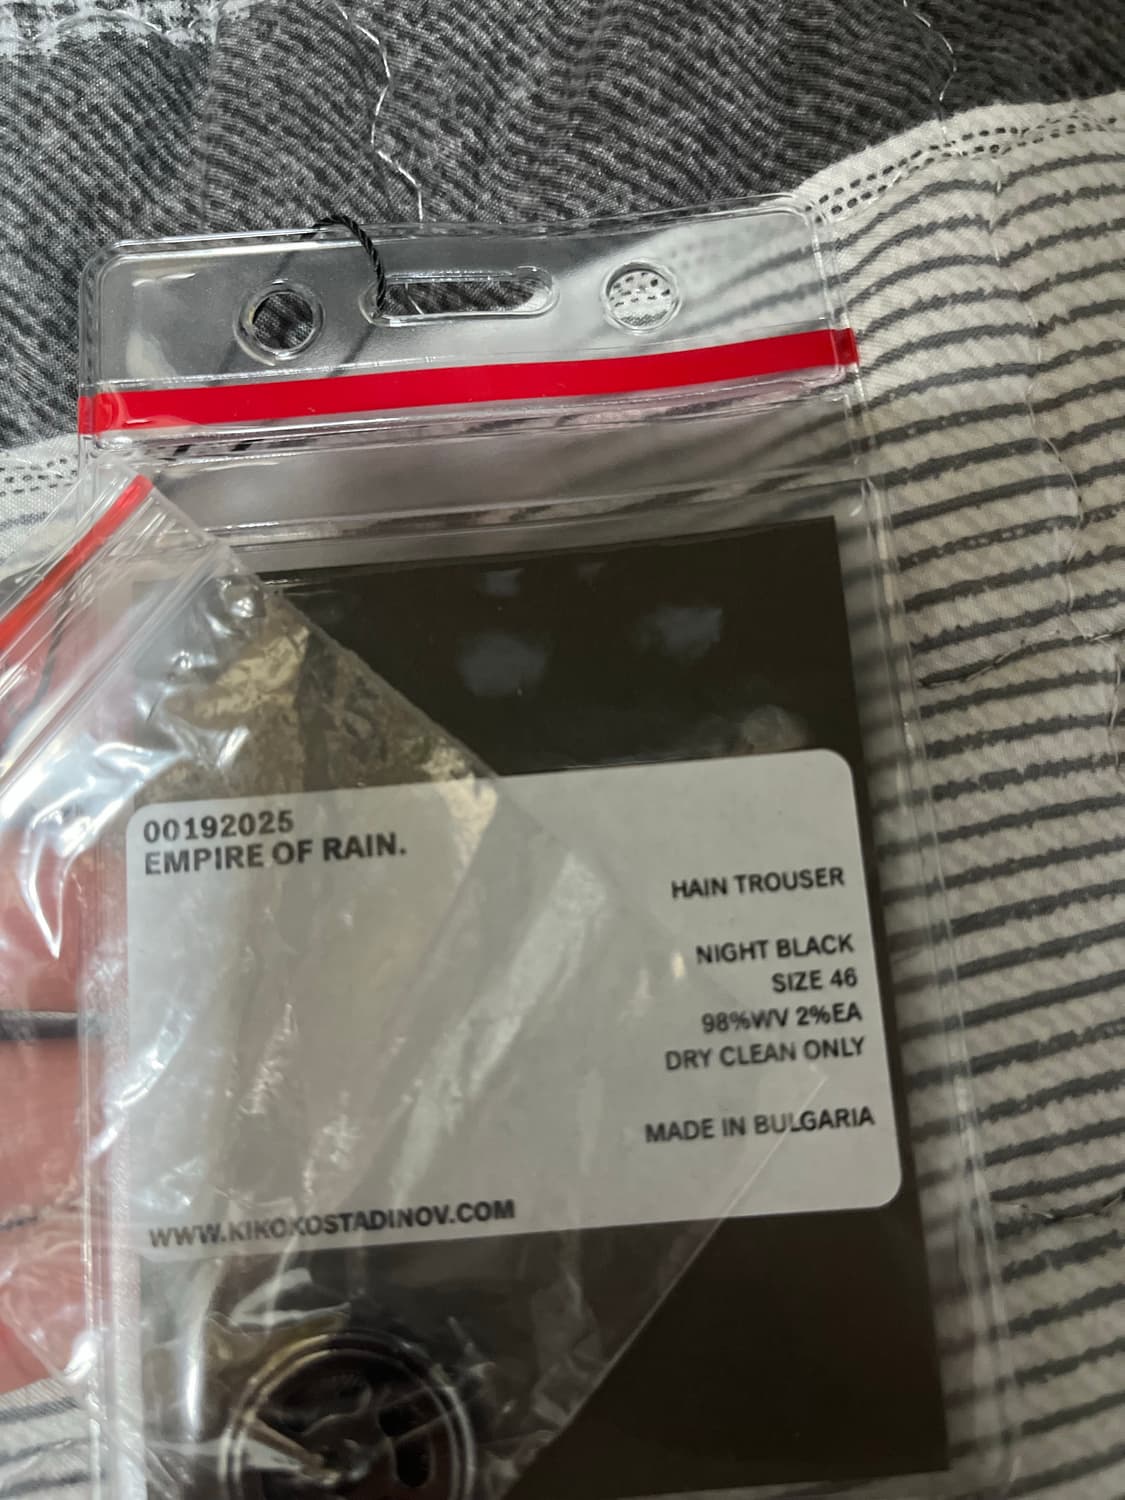 00192025
EMPIRE OF RAIN.
HAIN TROUSER
NIGHT BLACK
SIZE 46
98%WV 2%EA
DRY CLEAN ONLY
MADE IN BULGARIA
WWW.KIKOKOSTADINOV.COM